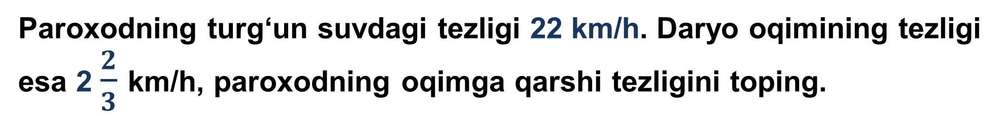 Paroxodning turg‘un suvdagi tezligi 22 km/h. Daryo oqimining tezligi
esa 2 2/3 km/h, paroxodning oqimga qarshi tezligini toping.